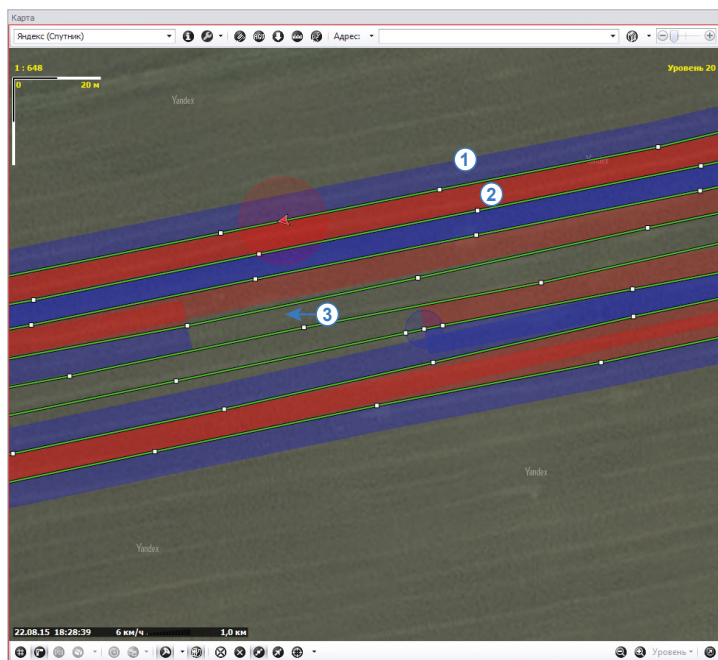 Карта
Яндекс (Спутник)
Адрес:
1 : 648
0 20 м
Уровень 20
Yandex
Yandex
1
2
3
Yandex
Yandex
22.08.15 18:28:39 6 км/ч 1,0 км
Уровень